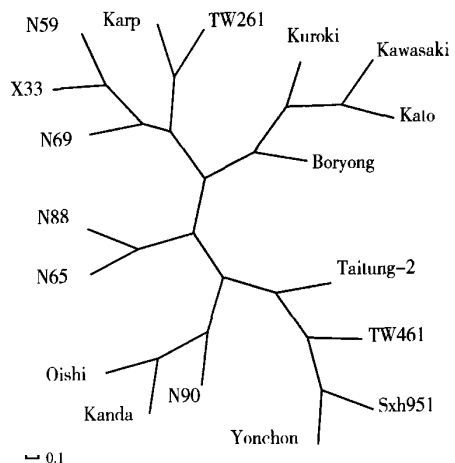 N59
Karp
TW261
Kuroki
Kawasaki
X33
Kato
N69
Boryong
N88
N65
Taitung-2
TW461
Oishi
N90
Sxh951
Kanda
Yonchon
0.1